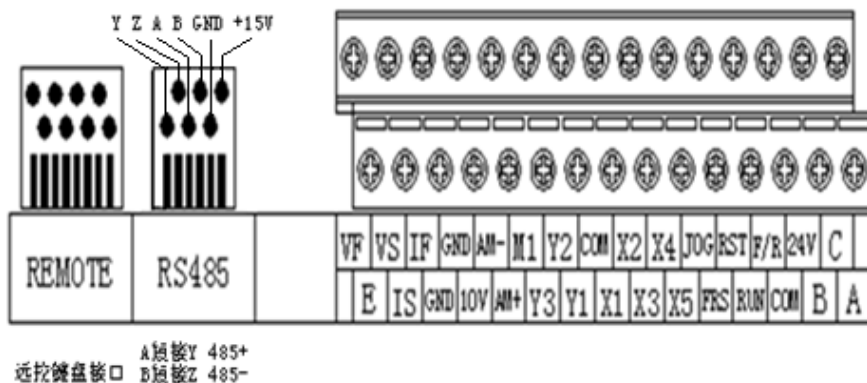 Y Z A B GND +15V
REMOTE RS485
VF VS IF GND AM- M1 Y2 COM X2 X4 JOG RST F/R 24V C
E IS GND 10V AM+ Y3 Y1 X1 X3 X5 FRS RUN COM B A
A短接Y 485+
远控键盘接口 B短接Z 485-